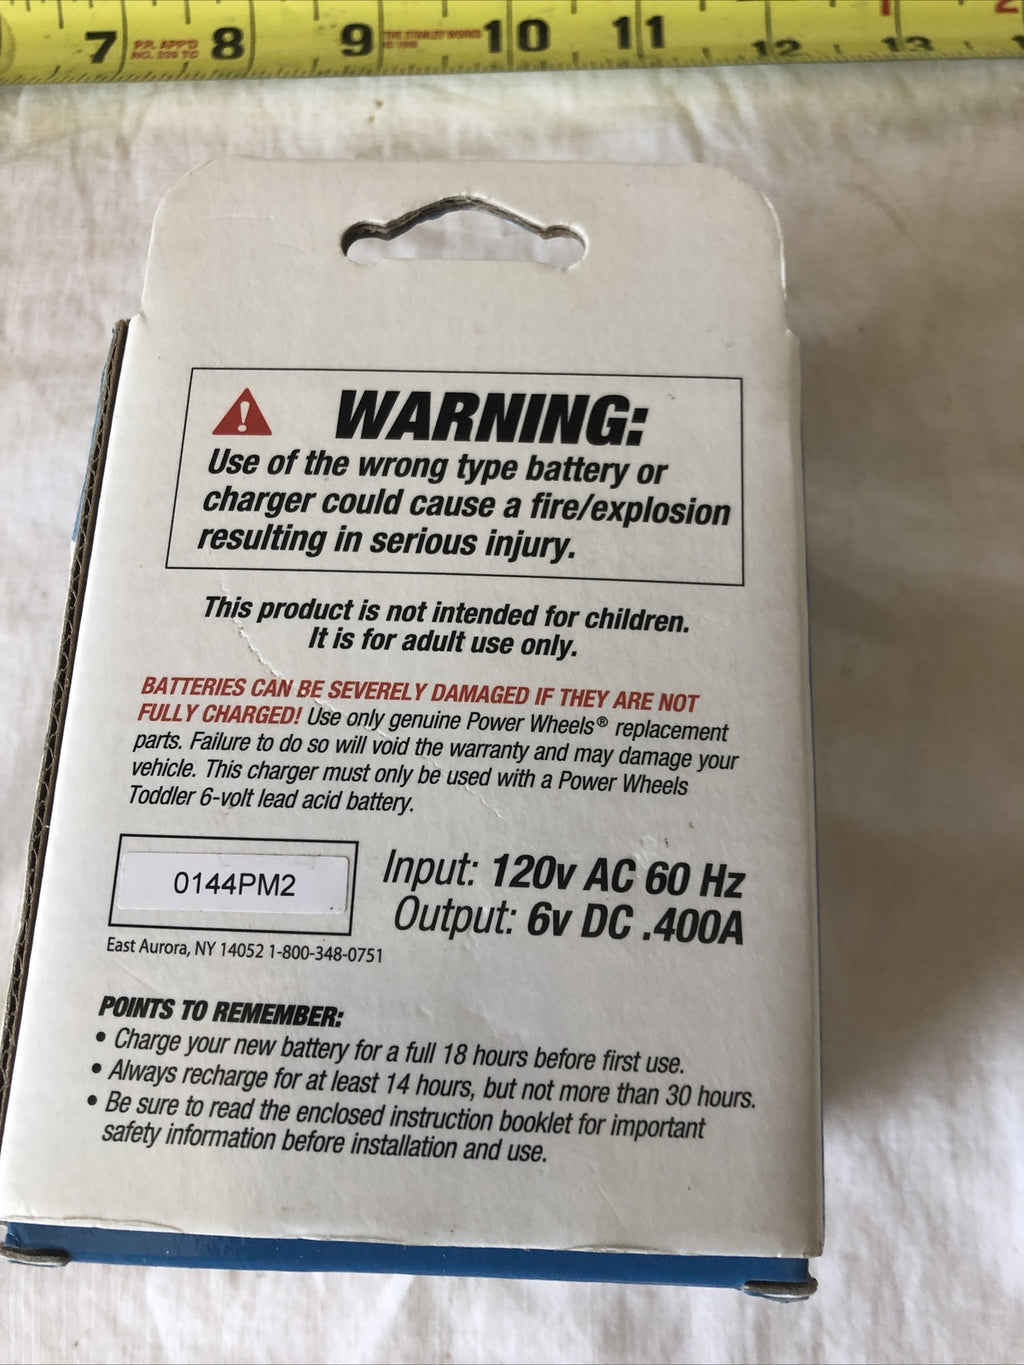 7 P.R. APP'D 8 9 THE STANLEY WORKS 10 11 12 13
WARNING:
Use of the wrong type battery or
charger could cause a fire/explosion
resulting in serious injury.
This product is not intended for children.
It is for adult use only.
BATTERIES CAN BE SEVERELY DAMAGED IF THEY ARE NOT
FULLY CHARGED! Use only genuine Power Wheels® replacement
parts. Failure to do so will void the warranty and may damage your
vehicle. This charger must only be used with a Power Wheels
Toddler 6-volt lead acid battery.
0144PM2
Input: 120v AC 60 Hz
Output: 6v DC .400A
East Aurora, NY 14052 1-800-348-0751
POINTS TO REMEMBER:
• Charge your new battery for a full 18 hours before first use.
• Always recharge for at least 14 hours, but not more than 30 hours.
• Be sure to read the enclosed instruction booklet for important
safety information before installation and use.